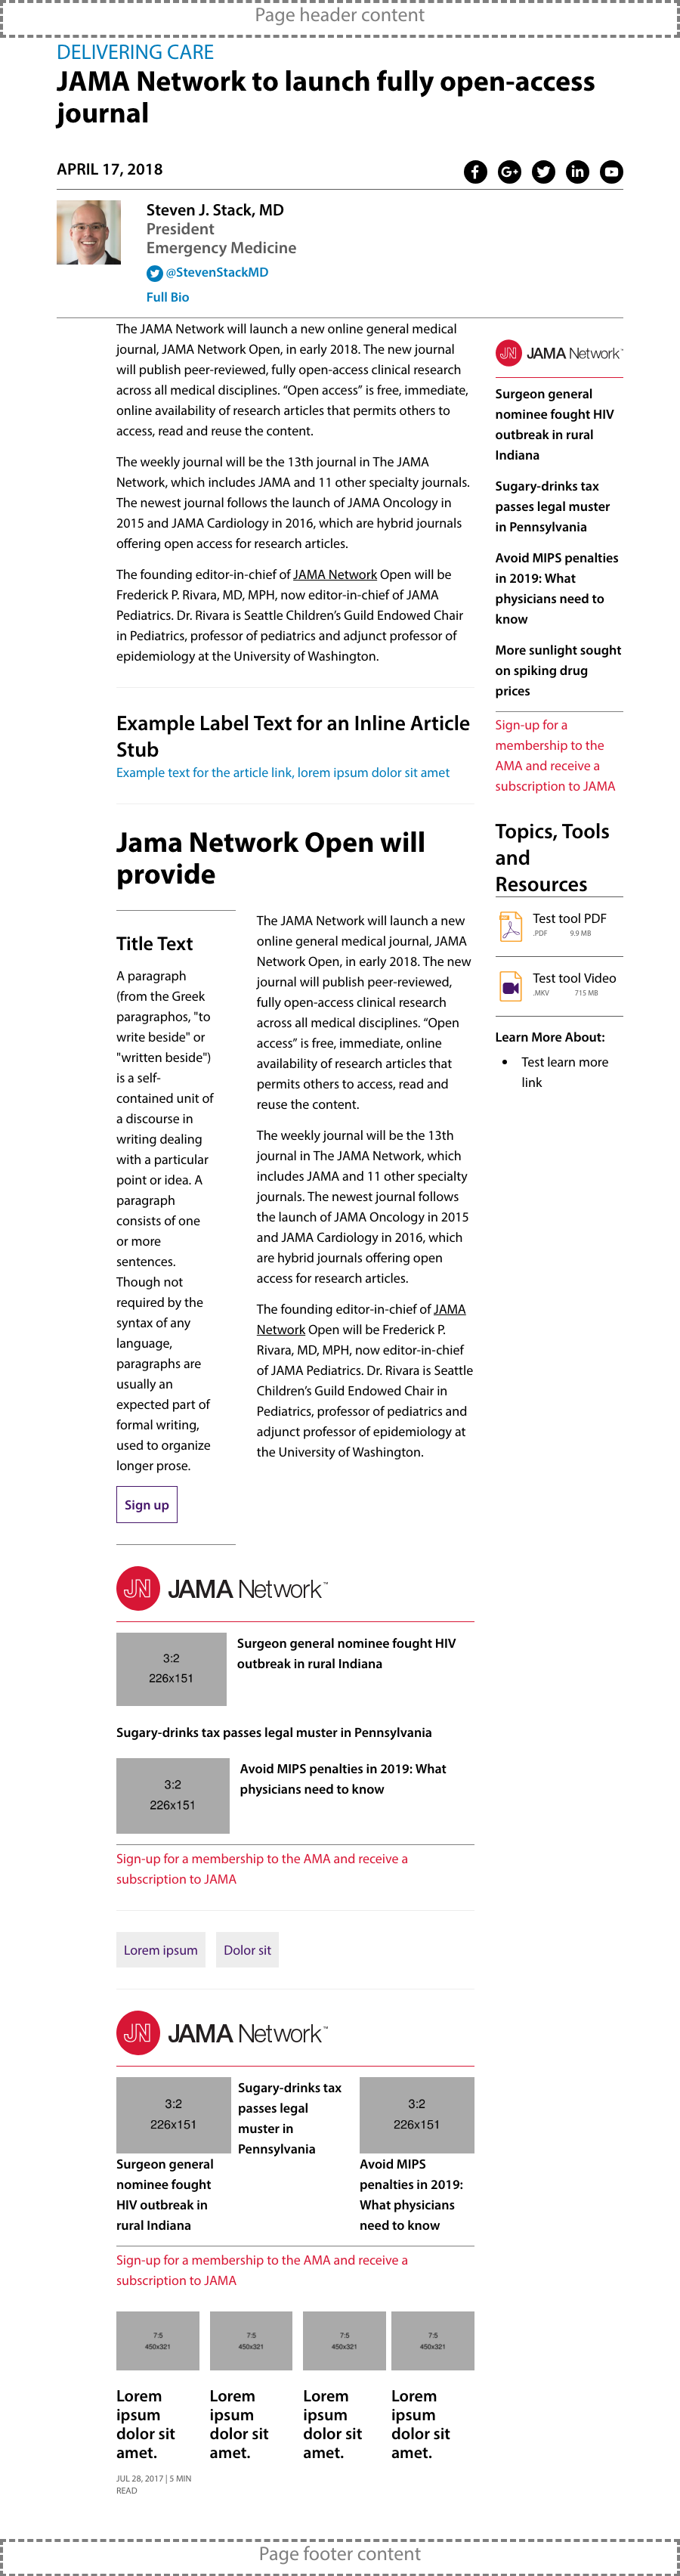 Page header content
DELIVERING CARE
JAMA Network to launch fully open-access
journal
APRIL 17, 2018
Steven J. Stack, MD
President
Emergency Medicine
@StevenStackMD
Full Bio
The JAMA Network will launch a new online general medical
journal, JAMA Network Open, in early 2018. The new journal
will publish peer-reviewed, fully open-access clinical research
across all medical disciplines. “Open access” is free, immediate,
online availability of research articles that permits others to
access, read and reuse the content.
The weekly journal will be the 13th journal in The JAMA
Network, which includes JAMA and 11 other specialty journals.
The newest journal follows the launch of JAMA Oncology in
2015 and JAMA Cardiology in 2016, which are hybrid journals
offering open access for research articles.
The founding editor-in-chief of JAMA Network Open will be
Frederick P. Rivara, MD, MPH, now editor-in-chief of JAMA
Pediatrics. Dr. Rivara is Seattle Children’s Guild Endowed Chair
in Pediatrics, professor of pediatrics and adjunct professor of
epidemiology at the University of Washington.
Example Label Text for an Inline Article
Stub
Example text for the article link, lorem ipsum dolor sit amet
Jama Network Open will
provide
Title Text
A paragraph
(from the Greek
paragraphos, "to
write beside" or
"written beside")
is a self-
contained unit of
a discourse in
writing dealing
with a particular
point or idea. A
paragraph
consists of one
or more
sentences.
Though not
required by the
syntax of any
language,
paragraphs are
usually an
expected part of
formal writing,
used to organize
longer prose.
Sign up
The JAMA Network will launch a new
online general medical journal, JAMA
Network Open, in early 2018. The new
journal will publish peer-reviewed,
fully open-access clinical research
across all medical disciplines. “Open
access” is free, immediate, online
availability of research articles that
permits others to access, read and
reuse the content.
The weekly journal will be the 13th
journal in The JAMA Network, which
includes JAMA and 11 other specialty
journals. The newest journal follows
the launch of JAMA Oncology in 2015
and JAMA Cardiology in 2016, which
are hybrid journals offering open
access for research articles.
The founding editor-in-chief of JAMA
Network Open will be Frederick P.
Rivara, MD, MPH, now editor-in-chief
of JAMA Pediatrics. Dr. Rivara is Seattle
Children’s Guild Endowed Chair in
Pediatrics, professor of pediatrics and
adjunct professor of epidemiology at
the University of Washington.
JN JAMA Network™
3:2
226x151
Surgeon general nominee fought HIV
outbreak in rural Indiana
Sugary-drinks tax passes legal muster in Pennsylvania
3:2
226x151
Avoid MIPS penalties in 2019: What
physicians need to know
Sign-up for a membership to the AMA and receive a
subscription to JAMA
Lorem ipsum
Dolor sit
JN JAMA Network™
3:2
226x151
Surgeon general
nominee fought
HIV outbreak in
rural Indiana
Sugary-drinks tax
passes legal
muster in
Pennsylvania
3:2
226x151
Avoid MIPS
penalties in 2019:
What physicians
need to know
Sign-up for a membership to the AMA and receive a
subscription to JAMA
7:5
450x321
Lorem
ipsum
dolor sit
amet.
JUL 28, 2017 | 5 MIN
READ
7:5
450x321
Lorem
ipsum
dolor sit
amet.
7:5
450x321
Lorem
ipsum
dolor sit
amet.
7:5
450x321
Lorem
ipsum
dolor sit
amet.
JN JAMA Network™
Surgeon general
nominee fought HIV
outbreak in rural
Indiana
Sugary-drinks tax
passes legal muster
in Pennsylvania
Avoid MIPS penalties
in 2019: What
physicians need to
know
More sunlight sought
on spiking drug
prices
Sign-up for a
membership to the
AMA and receive a
subscription to JAMA
Topics, Tools
and
Resources
Test tool PDF
.PDF 9.9 MB
Test tool Video
.MKV 715 MB
Learn More About:
Test learn more
link
Page footer content